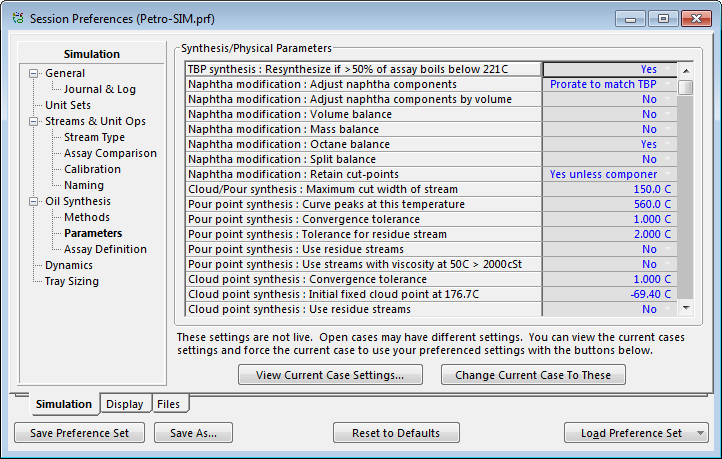 Session Preferences (Petro-SIM.prf)
Simulation
General
Journal & Log
Unit Sets
Streams & Unit Ops
Stream Type
Assay Comparison
Calibration
Naming
Oil Synthesis
Methods
Parameters
Assay Definition
Dynamics
Tray Sizing
Synthesis/Physical Parameters
TBP synthesis : Resynthesize if >50% of assay boils below 221C Yes
Naphtha modification : Adjust naphtha components Prorate to match TBP
Naphtha modification : Adjust naphtha components by volume No
Naphtha modification : Volume balance No
Naphtha modification : Mass balance No
Naphtha modification : Octane balance Yes
Naphtha modification : Split balance No
Naphtha modification : Retain cut-points Yes unless componer
Cloud/Pour synthesis : Maximum cut width of stream 150.0 C
Pour point synthesis : Curve peaks at this temperature 560.0 C
Pour point synthesis : Convergence tolerance 1.000 C
Pour point synthesis : Tolerance for residue stream 2.000 C
Pour point synthesis : Use residue streams No
Pour point synthesis : Use streams with viscosity at 50C > 2000cSt No
Cloud point synthesis : Convergence tolerance 1.000 C
Cloud point synthesis : Initial fixed cloud point at 176.7C -69.40 C
Cloud point synthesis : Use residue streams No
These settings are not live. Open cases may have different settings. You can view the current cases
settings and force the current case to use your preferred settings with the buttons below.
View Current Case Settings... Change Current Case To These
Simulation Display Files
Save Preference Set Save As... Reset to Defaults Load Preference Set